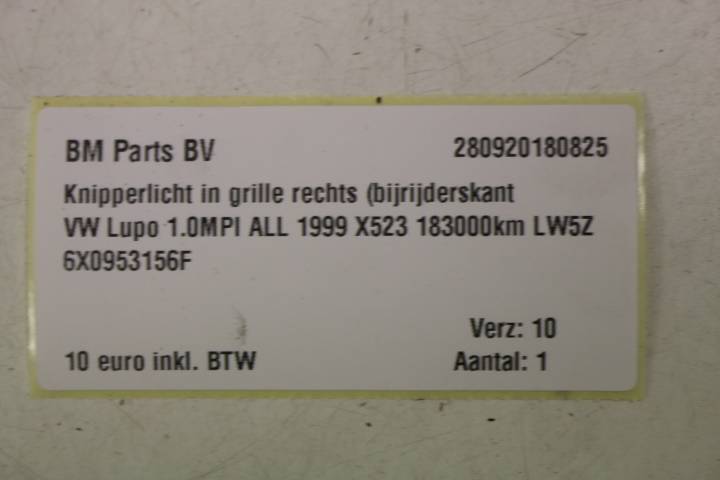 BM Parts BV 280920180825
Knipperlicht in grille rechts (bijrijderskant
VW Lupo 1.0MPI ALL 1999 X523 183000km LW5Z
6X0953156F
Verz: 10
10 euro inkl. BTW Aantal: 1